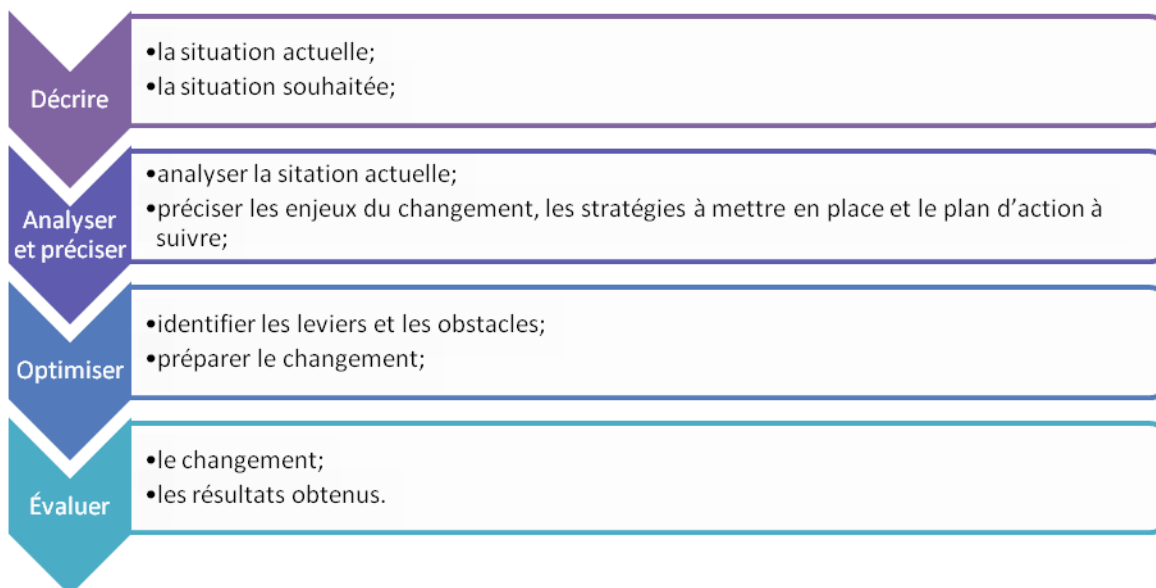 Décrire
•la situation actuelle;
•la situation souhaitée;
Analyser
et préciser
•analyser la sitation actuelle;
•préciser les enjeux du changement, les stratégies à mettre en place et le plan d’action à
suivre;
Optimiser
•identifier les leviers et les obstacles;
•préparer le changement;
Évaluer
•le changement;
•les résultats obtenus.